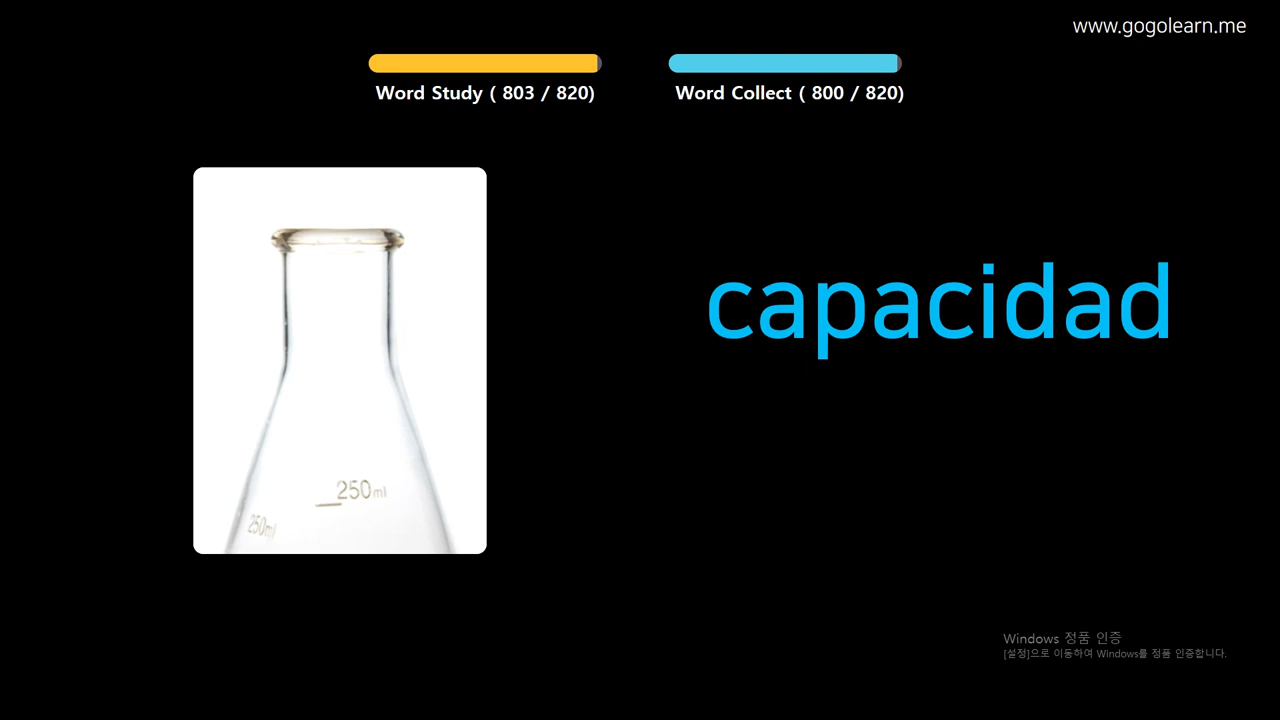 www.gogolearn.me
Word Study ( 803 / 820)
Word Collect ( 800 / 820)
capacidad
250ml
250ml
Windows 정품 인증
[설정]으로 이동하여 Windows를 정품 인증합니다.